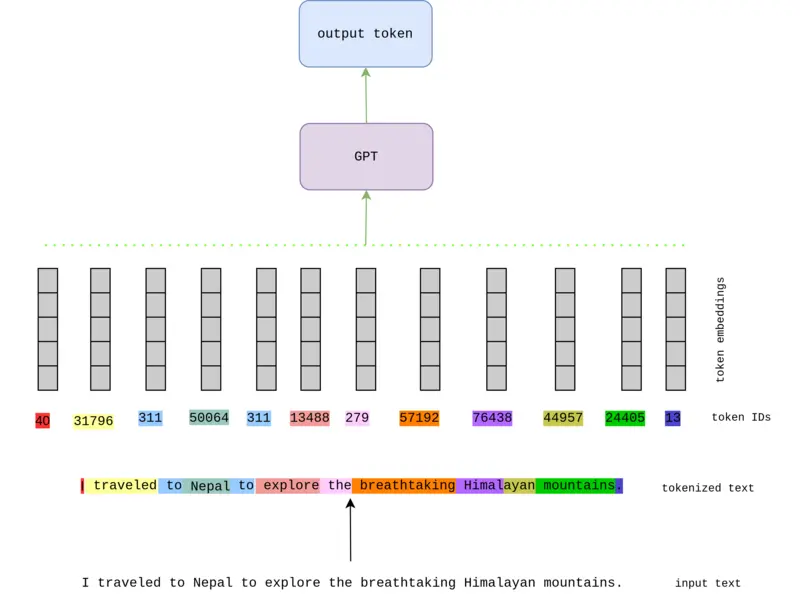 output token
GPT
token embeddings
40 31796 311 50064 311 13488 279 57192 76438 44957 24405 13 token IDs
I traveled to Nepal to explore the breathtaking Himalayan mountains. tokenized text
I traveled to Nepal to explore the breathtaking Himalayan mountains. input text